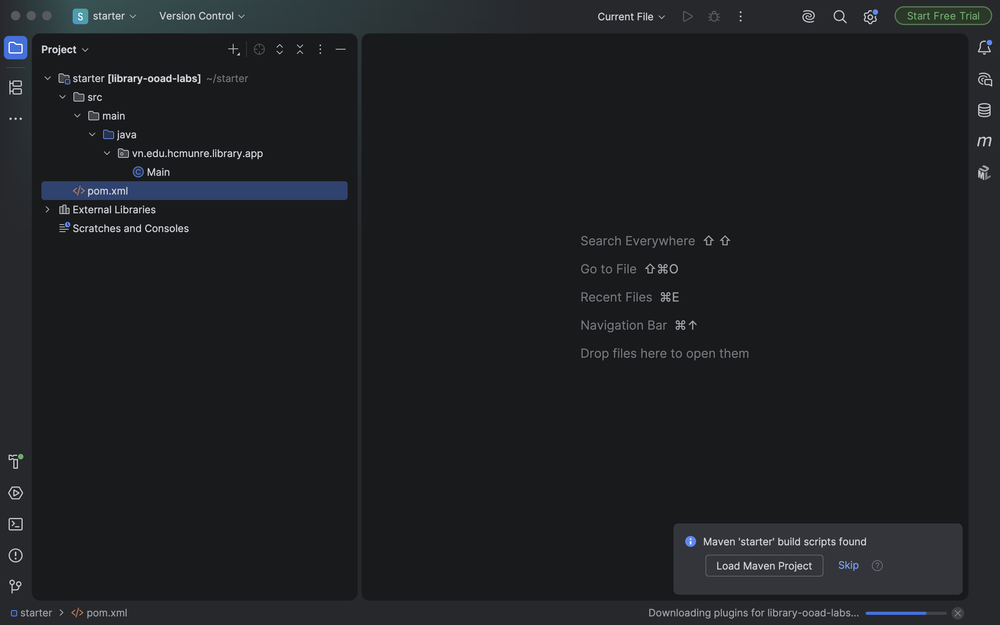 S starter Version Control Current File Start Free Trial
Project
starter [library-ooad-labs] ~/starter
src
main
java
vn.edu.hcmunre.library.app
C Main
</> pom.xml
External Libraries
Scratches and Consoles
m
UML
Search Everywhere ⇧ ⇧
Go to File ⇧⌘O
Recent Files ⌘E
Navigation Bar ⌘↑
Drop files here to open them
Maven 'starter' build scripts found
Load Maven Project Skip ?
starter > </> pom.xml Downloading plugins for library-ooad-labs...